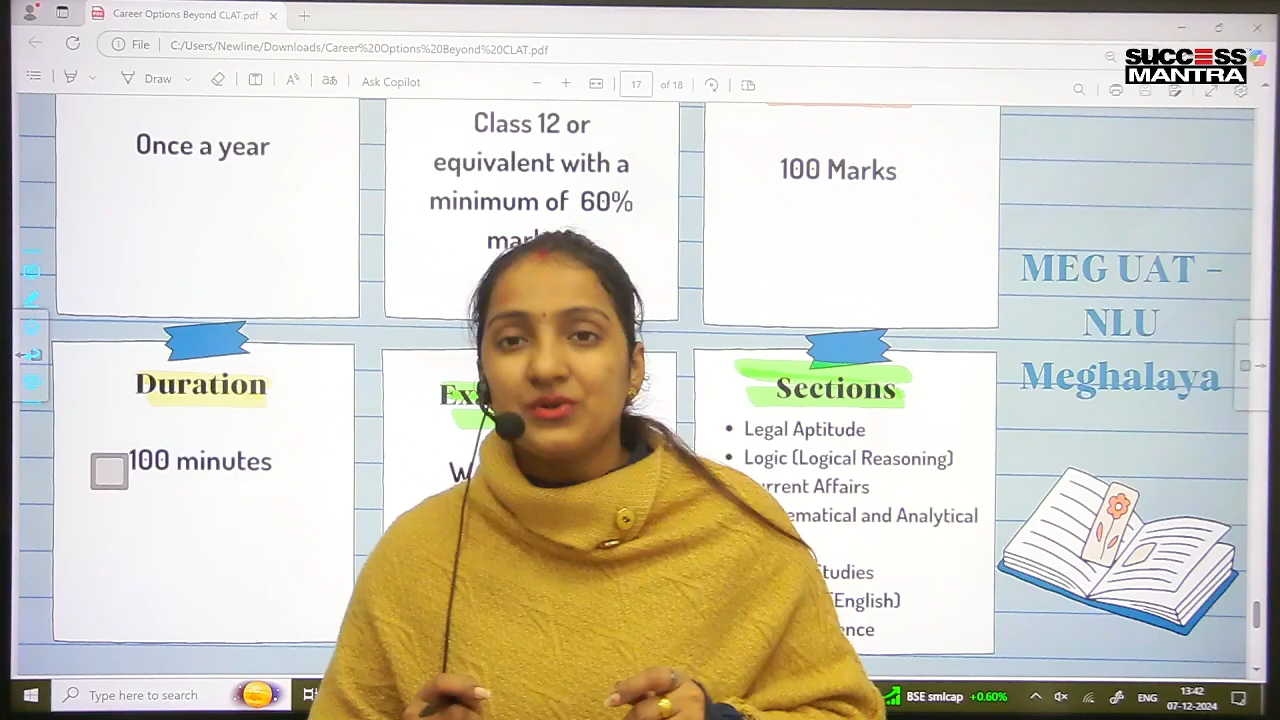 Career Options Beyond CLAT.pdf
File
C:/Users/Newline/Downloads/Career%20Options%20Beyond%20CLAT.pdf
SUCCESS
MANTRA
Draw
Ask Copilot
17
of 18
Once a year
Class 12 or
equivalent with a
minimum of 60%
100 Marks
MEG UAT -
NLU
Meghalaya
Duration
100 minutes
Sections
• Legal Aptitude
• Logic (Logical Reasoning)
Affairs
and Analytical
(English)
Type here to search
BSE smlcap +0.60%
ENG
13:42
07-12-2024